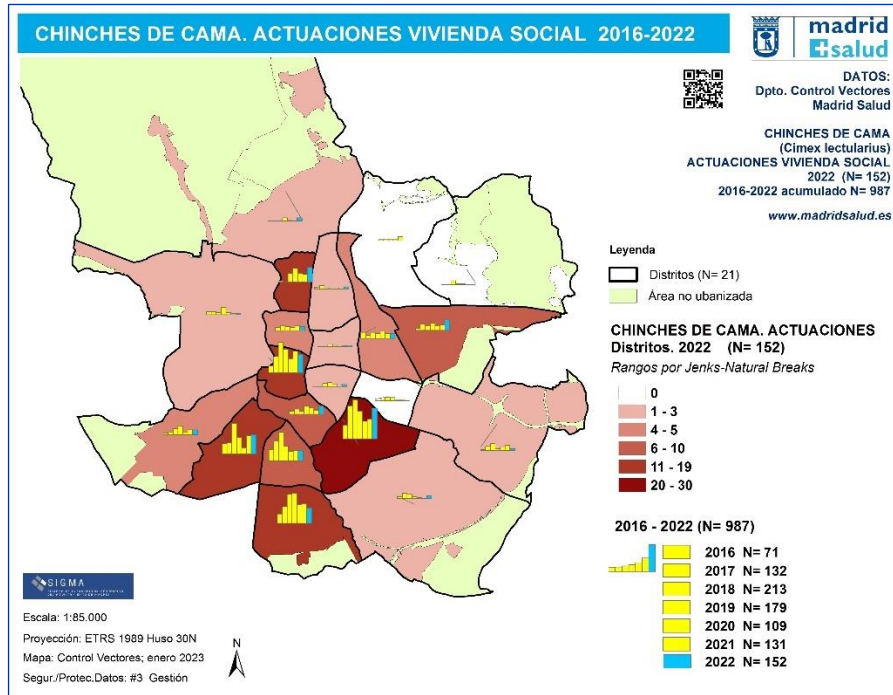 CHINCHES DE CAMA. ACTUACIONES VIVIENDA SOCIAL 2016-2022
madrid
salud
DATOS:
Dpto. Control Vectores
Madrid Salud
CHINCHES DE CAMA
(Cimex lectularius)
ACTUACIONES VIVIENDA SOCIAL
2022 (N= 152)
2016-2022 acumulado N= 987
www.madridsalud.es
Leyenda
Distritos (N= 21)
Área no ubanizada
CHINCHES DE CAMA. ACTUACIONES
Distritos. 2022 (N= 152)
Rangos por Jenks-Natural Breaks
0
1 - 3
4 - 5
6 - 10
11 - 19
20 - 30
2016 - 2022 (N= 987)
2016 N= 71
2017 N= 132
2018 N= 213
2019 N= 179
2020 N= 109
2021 N= 131
2022 N= 152
SIGMA
Escala: 1:85.000
Proyección: ETRS 1989 Huso 30N
Mapa: Control Vectores; enero 2023
Segur./Protec.Datos: #3 Gestión
N